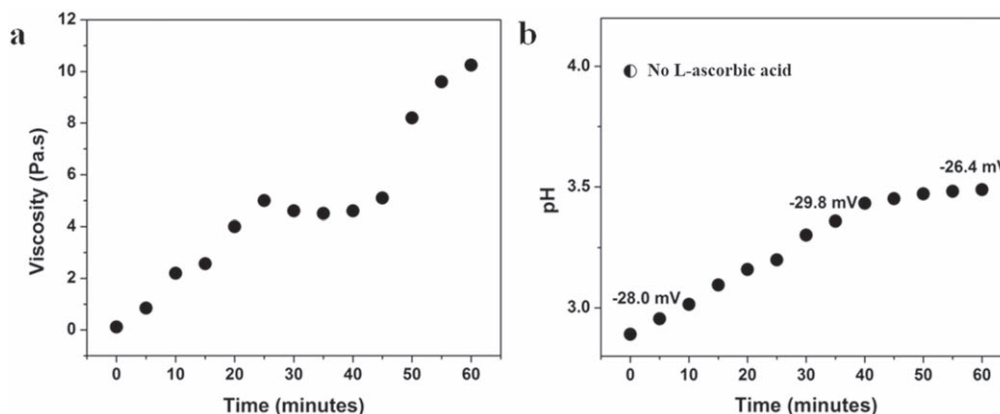 a
12
10
8
6
4
2
0
Viscosity (Pa.s)
0 10 20 30 40 50 60
Time (minutes)
b
4.0
3.5
3.0
pH
No L-ascorbic acid
-28.0 mV
-29.8 mV
-26.4 mV
0 10 20 30 40 50 60
Time (minutes)